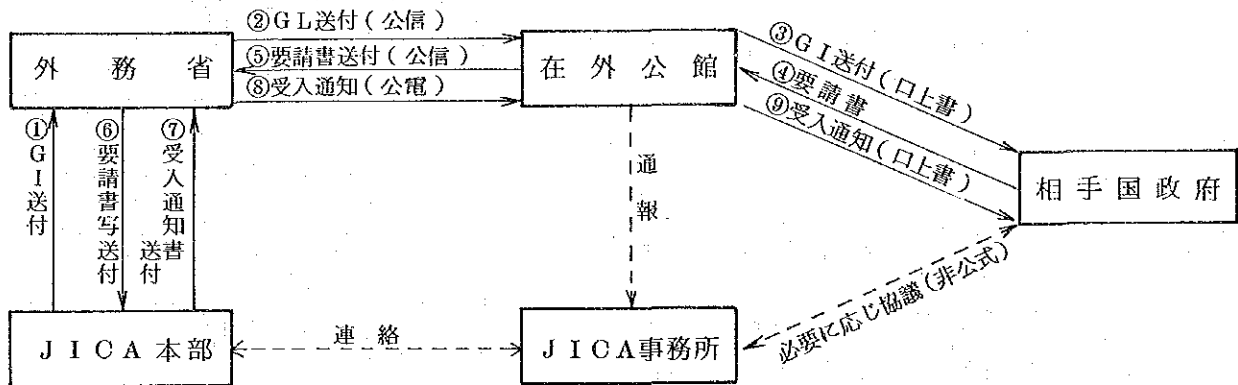 ②GL送付(公信)
外務省
⑤要請書送付(公信)
在外公館
⑧受入通知(公電)
③GI送付(口上書)
④要請書
⑨受入通知(口上書)
①GI送付
⑥要請書写送付
⑦受入通知書送付
通報
相手国政府
必要に応じ協議(非公式)
JICA本部
連絡
JICA事務所